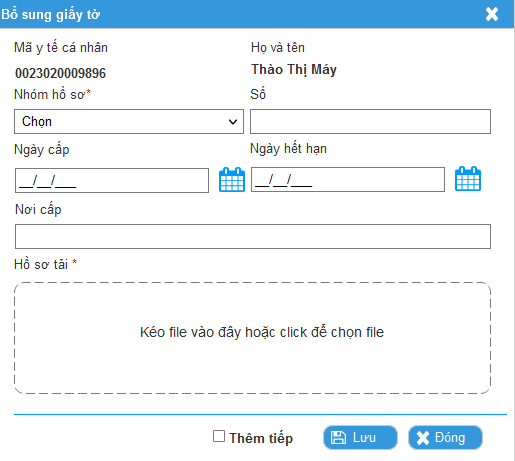 Bổ sung giấy tờ
Mã y tế cá nhân Họ và tên
0023020009896 Thào Thị Máy
Nhóm hồ sơ* Số
Chọn
Ngày cấp Ngày hết hạn
__/__/___ __/__/___
Nơi cấp
Hồ sơ tải *
Kéo file vào đây hoặc click để chọn file
Thêm tiếp Lưu Đóng